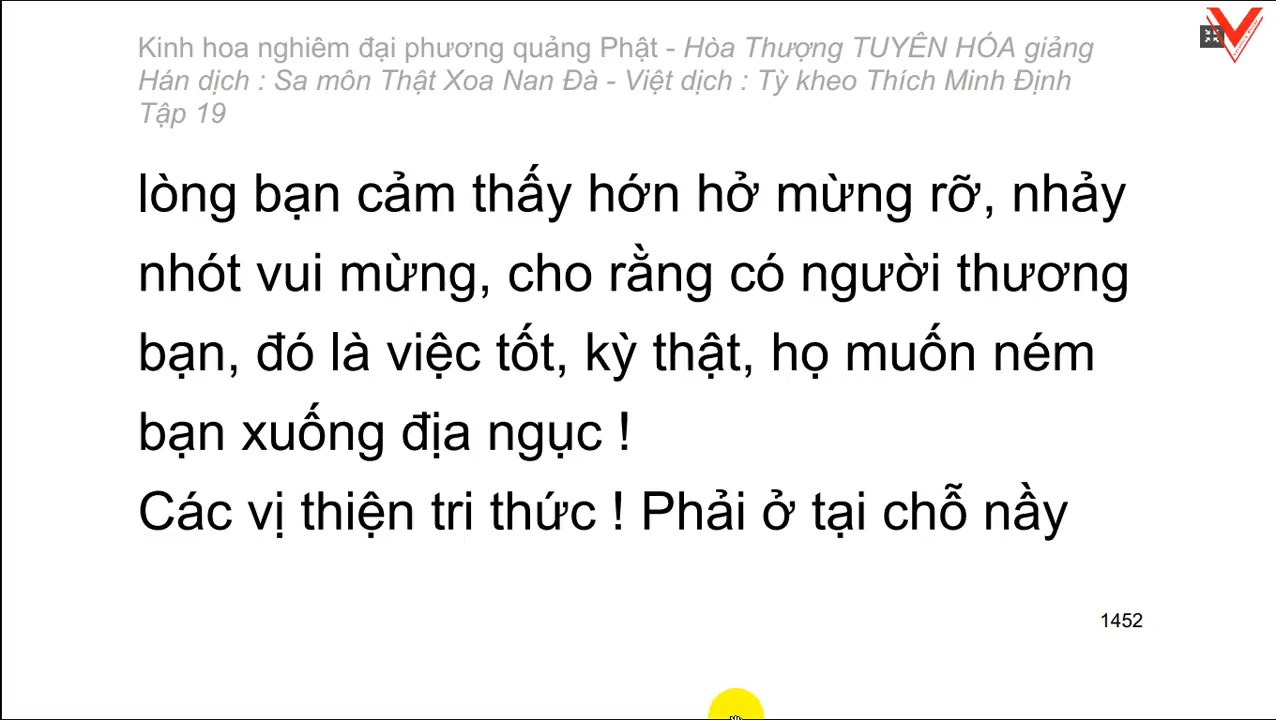 Kinh hoa nghiêm đại phương quảng Phật - Hòa Thượng TUYÊN HÓA giảng
Hán dịch : Sa môn Thật Xoa Nan Đà - Việt dịch : Tỳ kheo Thích Minh Định
Tập 19
lòng bạn cảm thấy hớn hở mừng rỡ, nhảy
nhót vui mừng, cho rằng có người thương
bạn, đó là việc tốt, kỳ thật, họ muốn ném
bạn xuống địa ngục !
Các vị thiện tri thức ! Phải ở tại chỗ nầy
1452